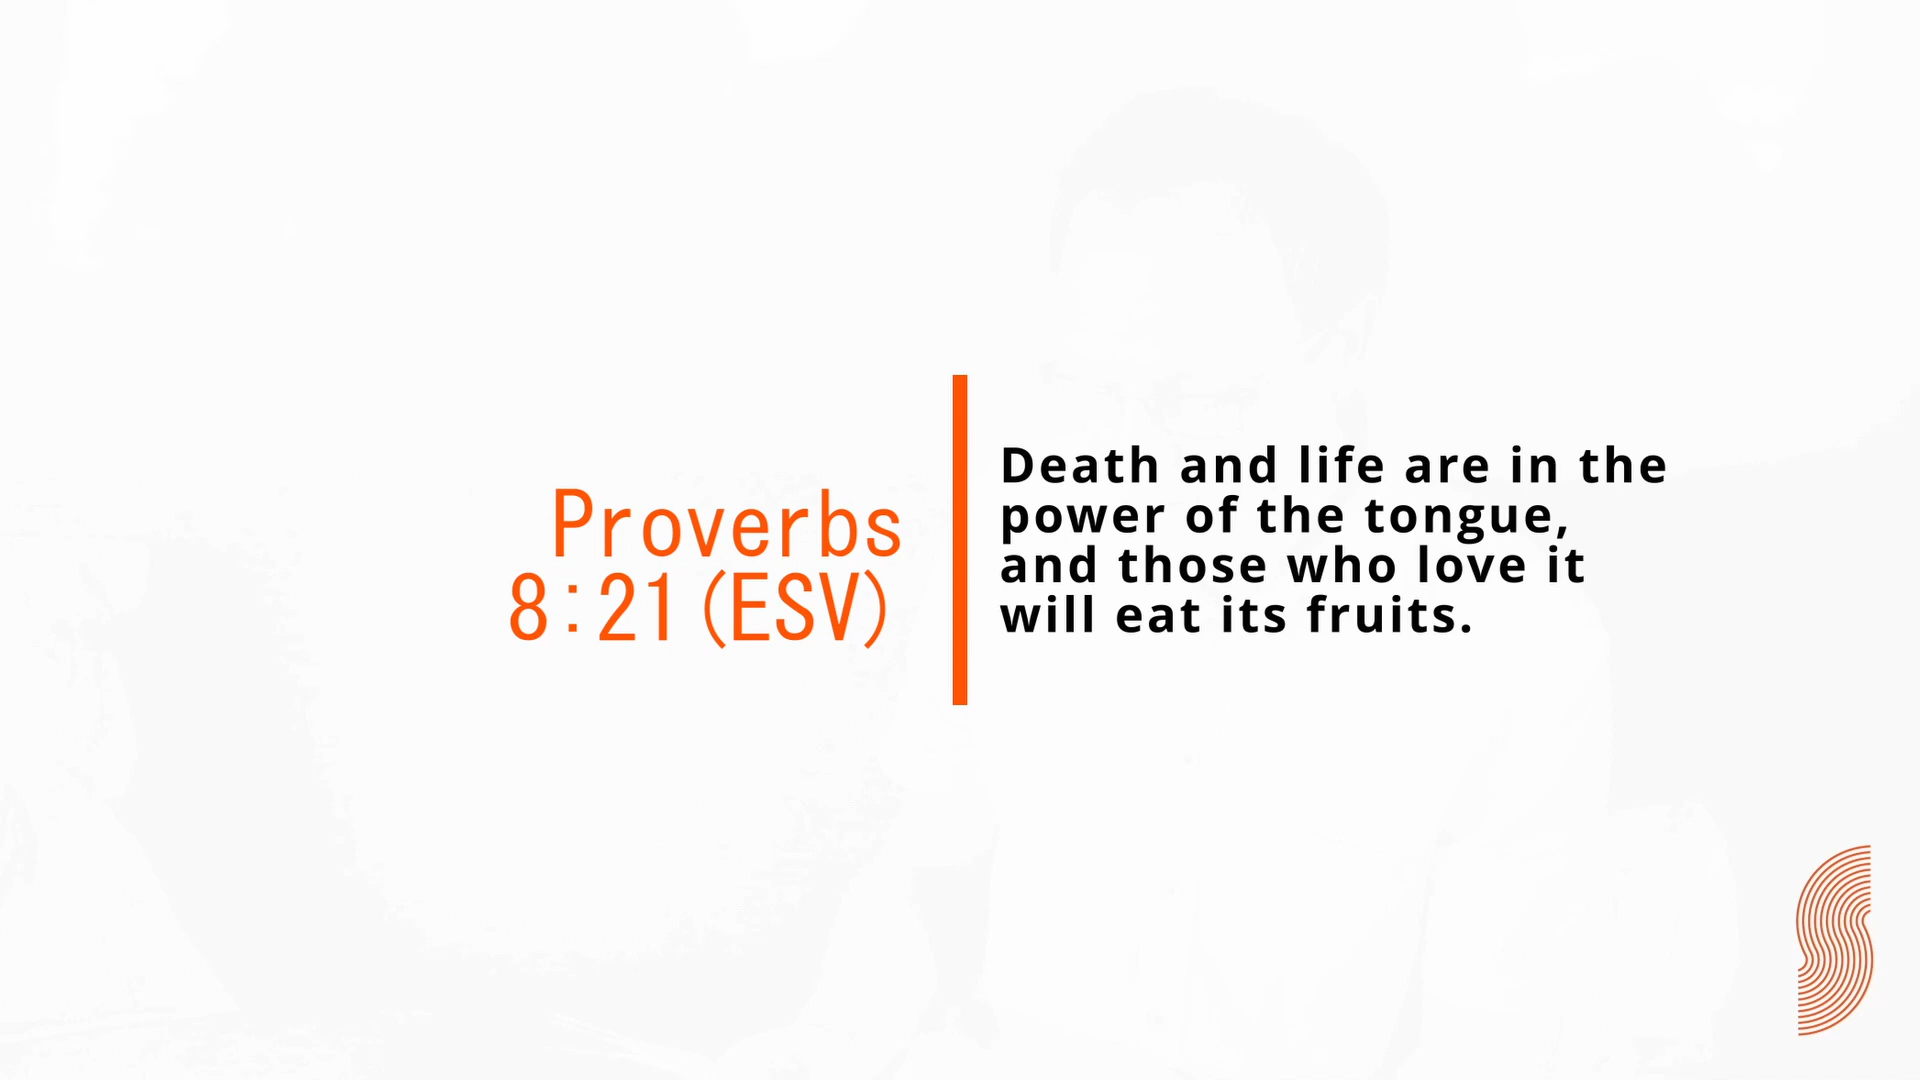 Proverbs
8:21(ESV)
Death and life are in the
power of the tongue,
and those who love it
will eat its fruits.